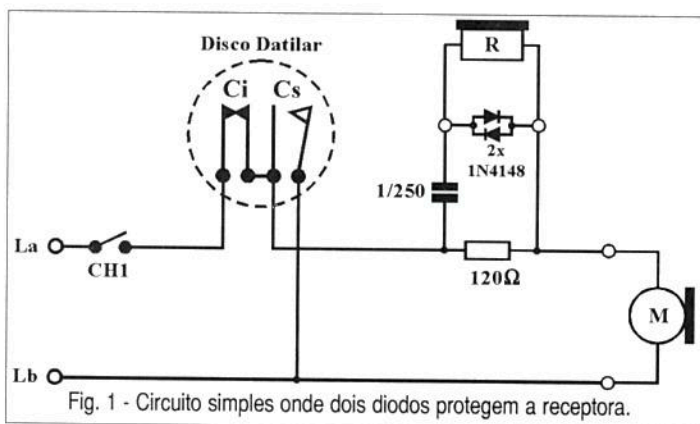 R
Disco Datilar
Ci Cs
2x
1N4148
1/250
La
CH1
120Ω
M
Lb
Fig. 1 - Circuito simples onde dois diodos protegem a receptora.